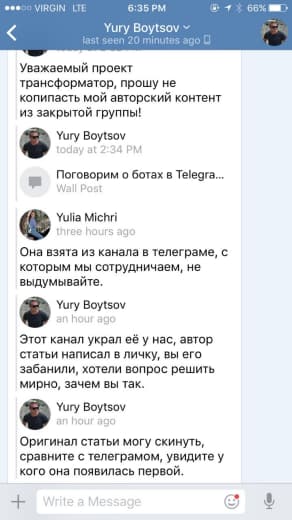 VIRGIN LTE 6:35 PM 66%
Yury Boytsov
last seen 20 minutes ago
Уважаемый проект
трансформатор, прошу не
копипасть мой авторский контент
из закрытой группы!
Yury Boytsov
today at 2:34 PM
Поговорим о ботах в Telegra...
Wall Post
Yulia Michri
three hours ago
Она взята из канала в телеграме, с
которым мы сотрудничаем, не
выдумывайте.
Yury Boytsov
an hour ago
Этот канал украл её у нас, автор
статьи написал в личку, вы его
забанили, хотели вопрос решить
мирно, зачем вы так.
Yury Boytsov
an hour ago
Оригинал статьи могу скинуть,
сравните с телеграмом, увидите у
кого она появилась первой.
Write a Message